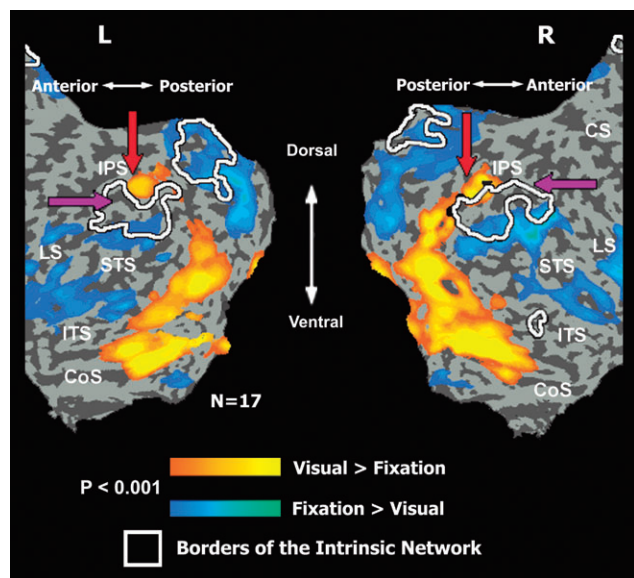 L
R
Anterior Posterior
Posterior Anterior
CS
Dorsal
IPS
IPS
LS
STS
STS
LS
Ventral
ITS
ITS
CoS
CoS
N=17
Visual > Fixation
P < 0.001
Fixation > Visual
Borders of the Intrinsic Network